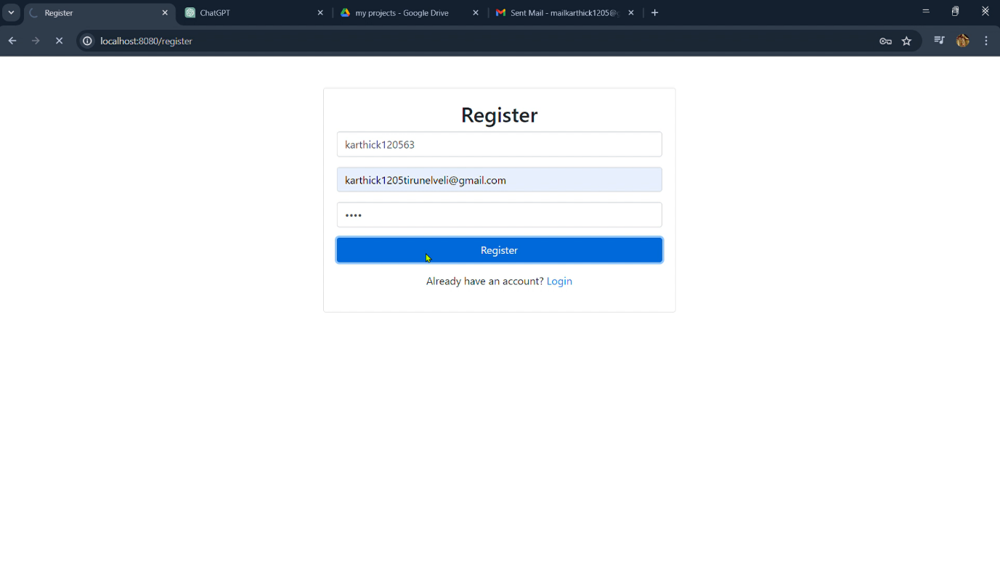 Register
ChatGPT
my projects - Google Drive
Sent Mail - mailkarthick1205@g
localhost:8080/register
Register
karthick120563
karthick1205tirunelveli@gmail.com
••••
Register
Already have an account? Login